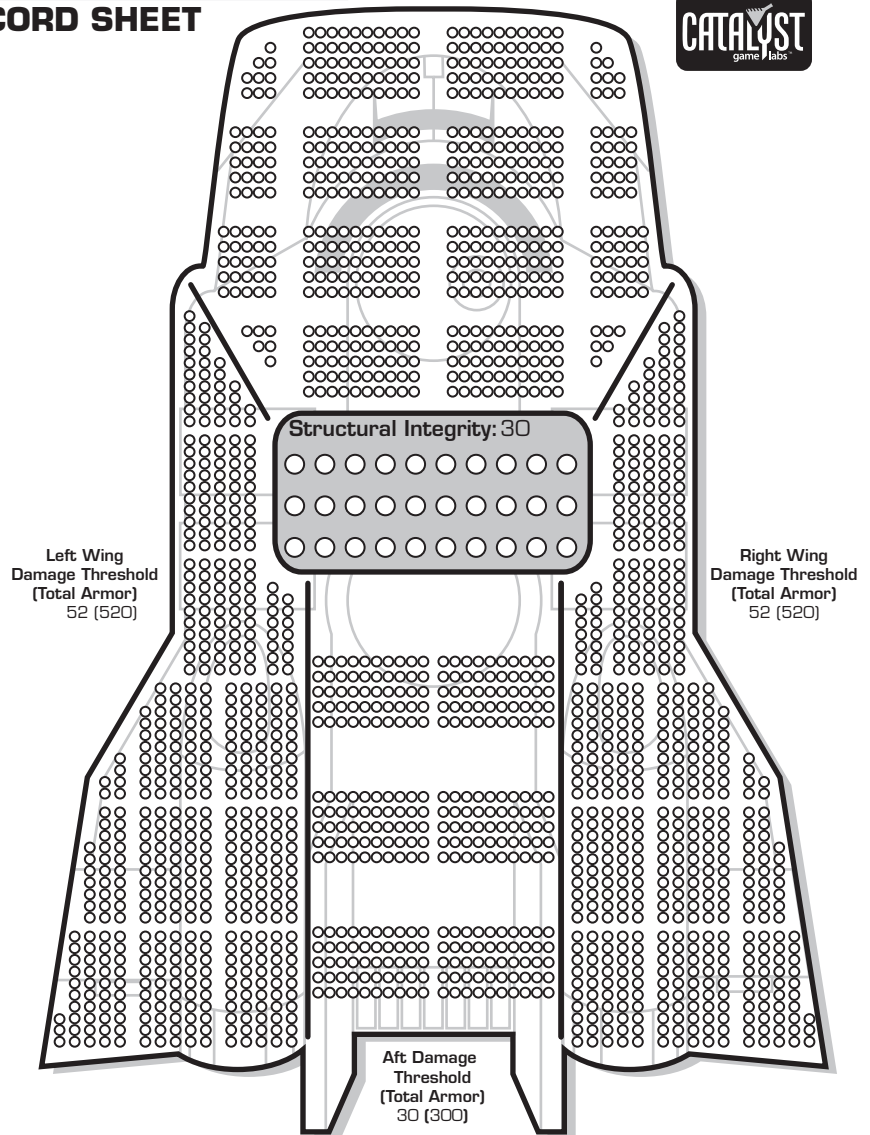 CORD SHEET
CATALYST
game labs™
Structural Integrity: 30
Left Wing
Damage Threshold
(Total Armor)
52 (520)
Right Wing
Damage Threshold
(Total Armor)
52 (520)
Aft Damage
Threshold
(Total Armor)
30 (300)